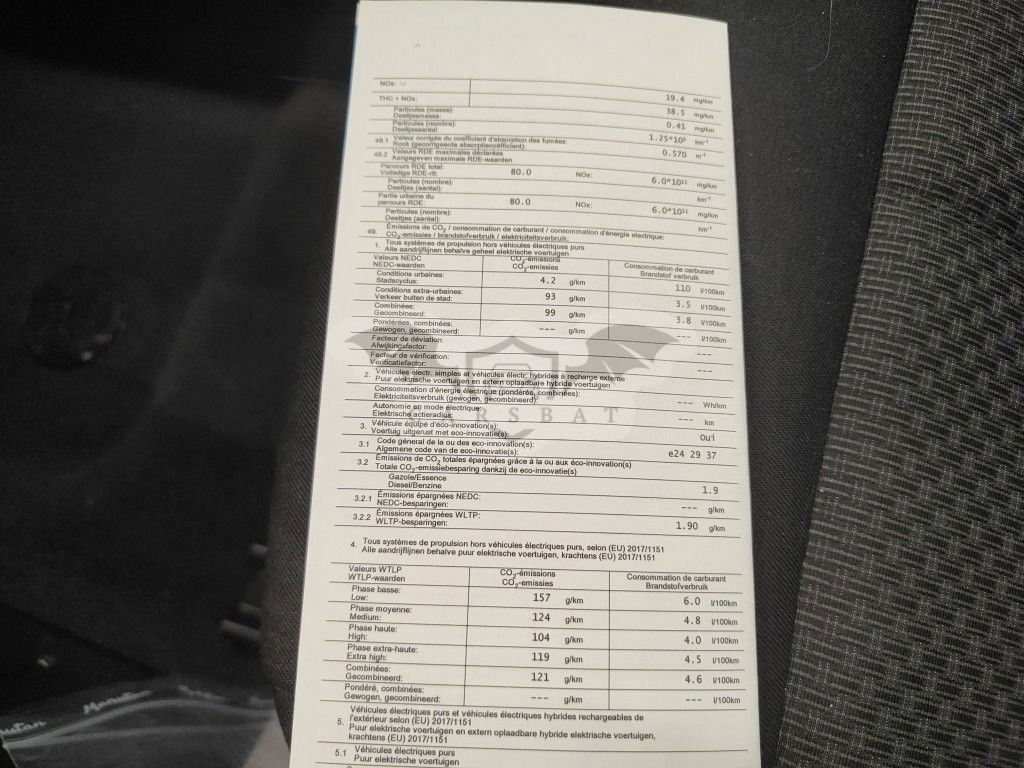 NOx:
19.4 mg/km
THC + NOx:
38.5 mg/km
Particules (masse):
Deeltjesmassa:
0.41 mg/km
Particules (nombre):
Deeltjesaantal:
1.25*10⁹ km⁻¹
48.1 Valeur corrigée du coefficient d'absorption des fumées:
Rook (gecorrigeerde absorptiecoëfficiënt):
0.570 m⁻¹
48.2 Valeurs RDE maximales déclarées
Aangegeven maximale RDE-waarden
Parcours RDE total:
Volledige RDE-rit: 80.0 NOx: 6.0*10¹¹ mg/km
Particules (nombre):
Deeltjes (aantal): km⁻¹
Partie urbaine du
parcours RDE: 80.0 NOx: 6.0*10¹¹ mg/km
Particules (nombre):
Deeltjes (aantal): km⁻¹
49. Émissions de CO₂ / consommation de carburant / consommation d'énergie électrique:
CO₂-emissies / brandstofverbruik / elektriciteitsverbruik:
1. Tous systèmes de propulsion hors véhicules électriques purs
Alle aandrijflijnen behalve geheel elektrische voertuigen
Valeurs NEDC CO₂-émissions Consommation de carburant
NEDC-waarden CO₂-emissies Brandstof verbruik
Conditions urbaines:
Stadscyclus: 4.2 g/km 110 l/100km
Conditions extra-urbaines:
Verkeer buiten de stad: 93 g/km 3.5 l/100km
Combinées:
Gecombineerd: 99 g/km 3.8 l/100km
Pondérées, combinées:
Gewogen, gecombineerd: --- g/km --- l/100km
Facteur de déviation:
Afwijkingsfactor: ---
Facteur de vérification:
Verificatiefactor: ---
2. Véhicules électr. simples et véhicules électr. hybrides à recharge externe
Puur elektrische voertuigen en extern oplaadbare hybride voertuigen
Consommation d'énergie électrique (pondérée, combinées):
Elektriciteitsverbruik (gewogen, gecombineerd): --- Wh/km
Autonomie en mode électrique:
Elektrische actieradius: --- km
CARSBAT
3. Véhicule équipé d'éco-innovation(s):
Voertuig uitgerust met eco-innovatie(s): Oui
3.1 Code géneral de la ou des eco-innovation(s):
Algemene code van de eco-innovatie(s): e24 29 37
3.2 Émissions de CO₂ totales épargnées grâce à la ou aux éco-innovation(s)
Totale CO₂-emissiebesparing dankzij de eco-innovatie(s)
Gazole/Essence
Diesel/Benzine 1.9
3.2.1 Émissions épargnées NEDC:
NEDC-besparingen: --- g/km
3.2.2 Émissions épargnées WLTP:
WLTP-besparingen: 1.90 g/km
4. Tous systèmes de propulsion hors véhicules électriques purs, selon (EU) 2017/1151
Alle aandrijflijnen behalve puur elektrische voertuigen, krachtens (EU) 2017/1151
Valeurs WTLP CO₂-émissions Consommation de carburant
WTLP-waarden CO₂-emissies Brandstofverbruik
Phase basse:
Low: 157 g/km 6.0 l/100km
Phase moyenne:
Medium: 124 g/km 4.8 l/100km
Phase haute:
High: 104 g/km 4.0 l/100km
Phase extra-haute:
Extra high: 119 g/km 4.5 l/100km
Combinées:
Gecombineerd: 121 g/km 4.6 l/100km
Pondéré, combinées:
Gewogen, gecombineerd: --- g/km --- l/100km
5. Véhicules électriques purs et véhicules électriques hybrides rechargeables de
l'extérieur selon (EU) 2017/1151
Puur elektrische voertuigen en extern oplaadbare hybride elektrische voertuigen,
krachtens (EU) 2017/1151
5.1 Véhicules électriques purs
Puur elektrische voertuigen